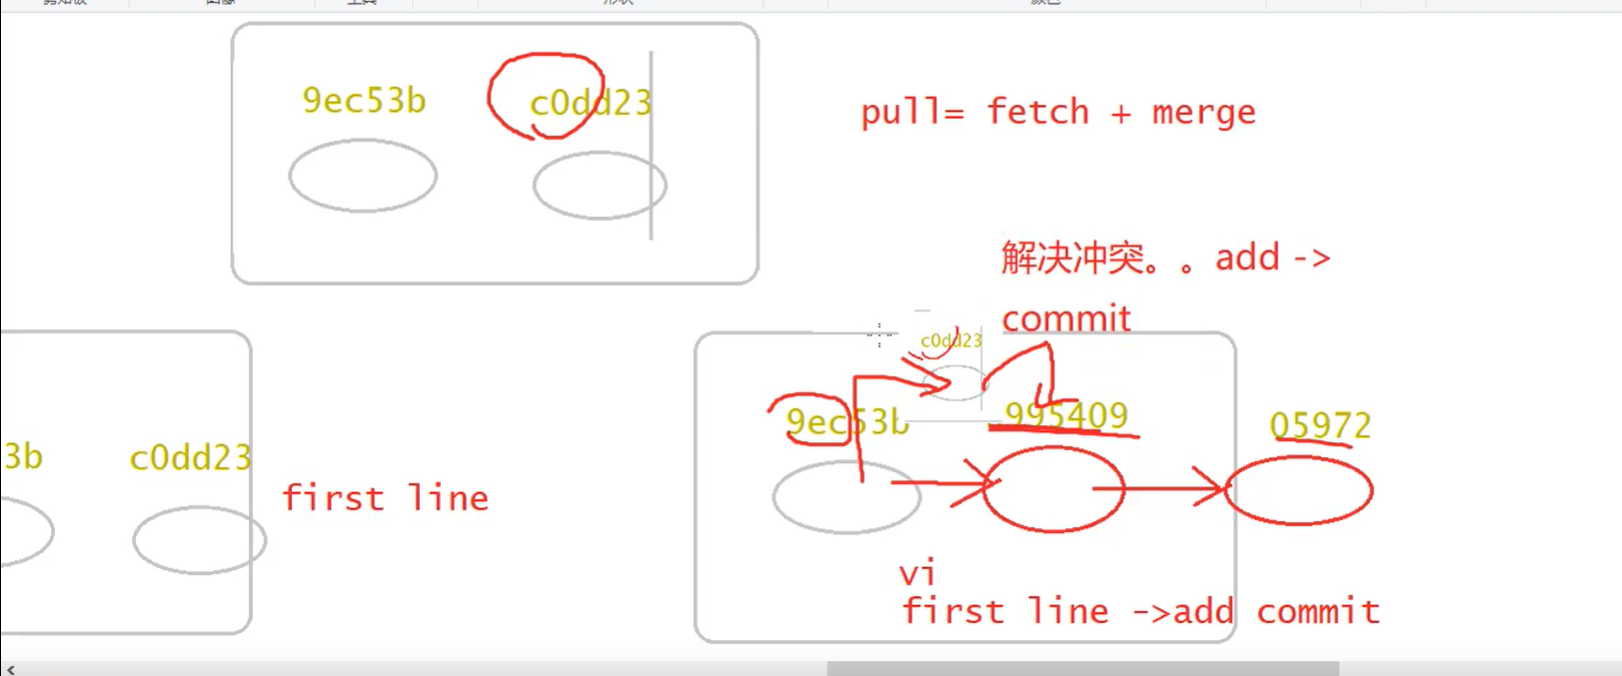 9ec53b c0dd23
pull= fetch + merge
解决冲突。。add ->
commit
c0dd23
9ec53b 995409 05972
3b c0dd23
first line
vi
first line ->add commit